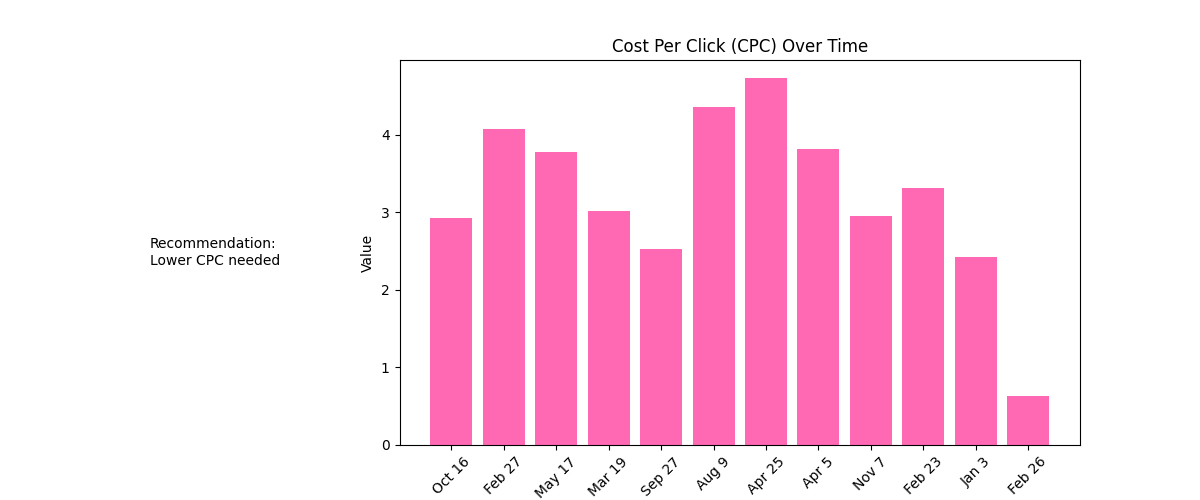 Cost Per Click (CPC) Over Time
Recommendation:
Lower CPC needed
Value
4
3
2
1
0
Oct 16
Feb 27
May 17
Mar 19
Sep 27
Aug 9
Apr 25
Apr 5
Nov 7
Feb 23
Jan 3
Feb 26